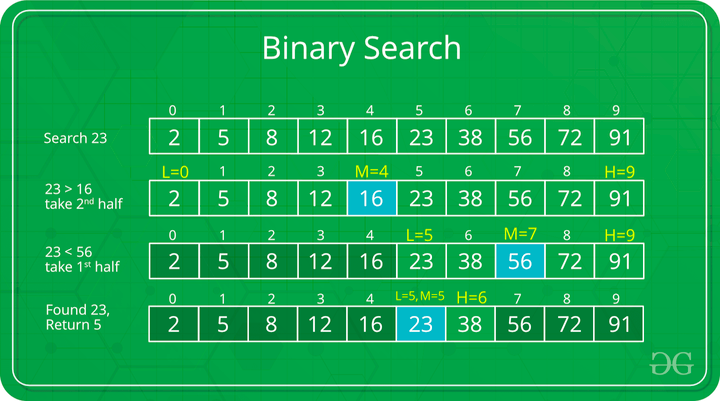 Binary Search
0 1 2 3 4 5 6 7 8 9
Search 23 2 5 8 12 16 23 38 56 72 91
L=0 1 2 3 M=4 5 6 7 8 H=9
23 > 16
take 2nd half
2 5 8 12 16 23 38 56 72 91
0 1 2 3 4 L=5 6 M=7 8 H=9
23 < 56
take 1st half
2 5 8 12 16 23 38 56 72 91
0 1 2 3 4 L=5, M=5 H=6 7 8 9
Found 23,
Return 5
2 5 8 12 16 23 38 56 72 91